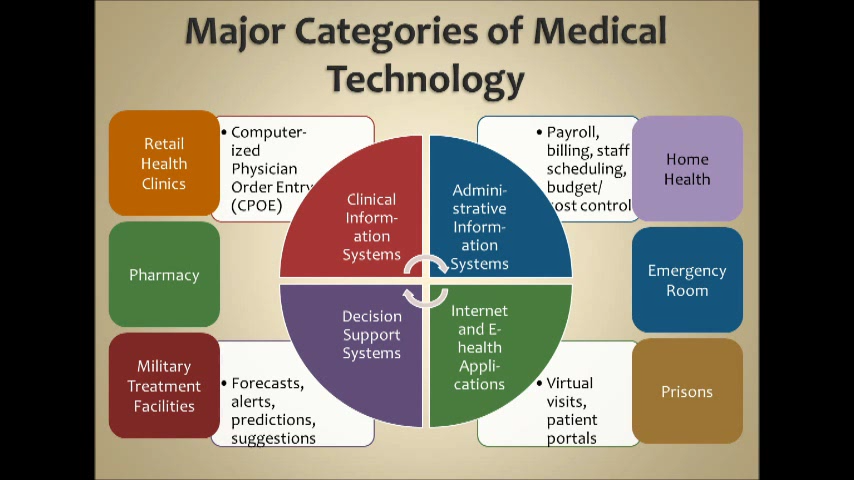 Major Categories of Medical
Technology
Retail
Health
Clinics
• Computer-
ized
Physician
Order Entry
(CPOE)
Clinical
Inform-
ation
Systems
Admini-
strative
Inform-
ation
Systems
• Payroll,
billing, staff
scheduling,
budget/
cost control
Home
Health
Pharmacy
Emergency
Room
Military
Treatment
Facilities
• Forecasts,
alerts,
predictions,
suggestions
Decision
Support
Systems
Internet
and E-
health
Appli-
cations
• Virtual
visits,
patient
portals
Prisons